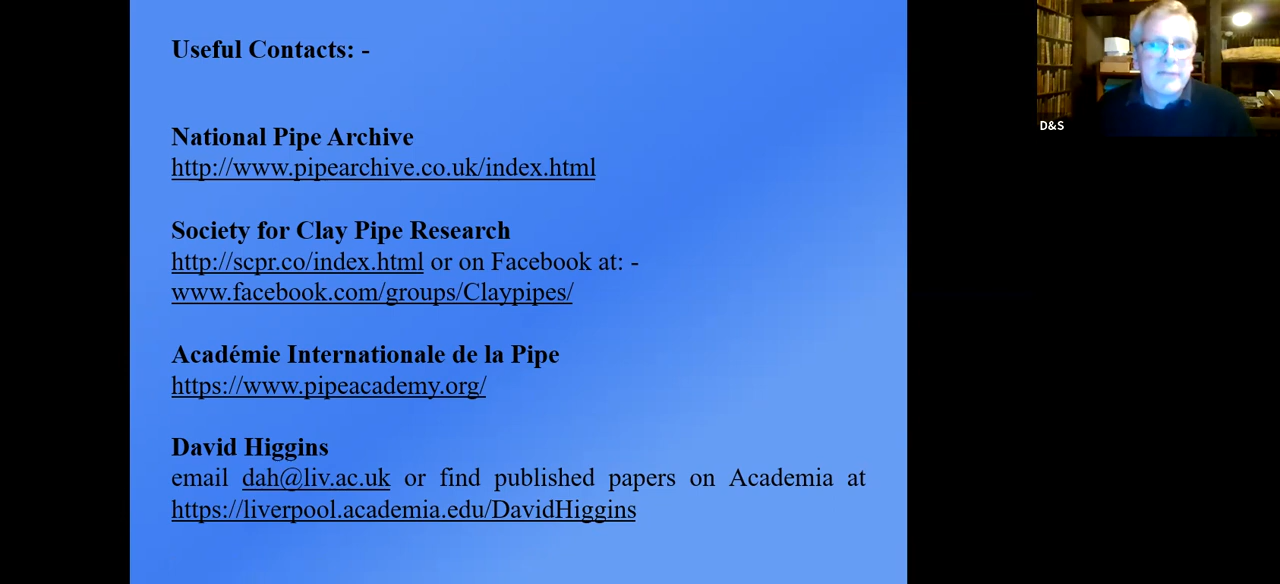 Useful Contacts: -
National Pipe Archive
http://www.pipearchive.co.uk/index.html
Society for Clay Pipe Research
http://scpr.co/index.html or on Facebook at: -
www.facebook.com/groups/Claypipes/
Académie Internationale de la Pipe
https://www.pipeacademy.org/
David Higgins
email dah@liv.ac.uk or find published papers on Academia at
https://liverpool.academia.edu/DavidHiggins
D&S